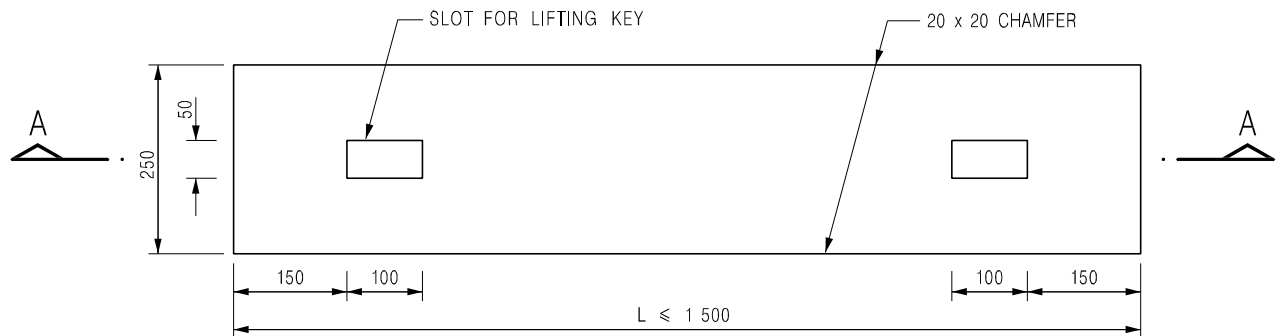 SLOT FOR LIFTING KEY
20 x 20 CHAMFER
A
A
50
250
150
100
100
150
L ≤ 1 500